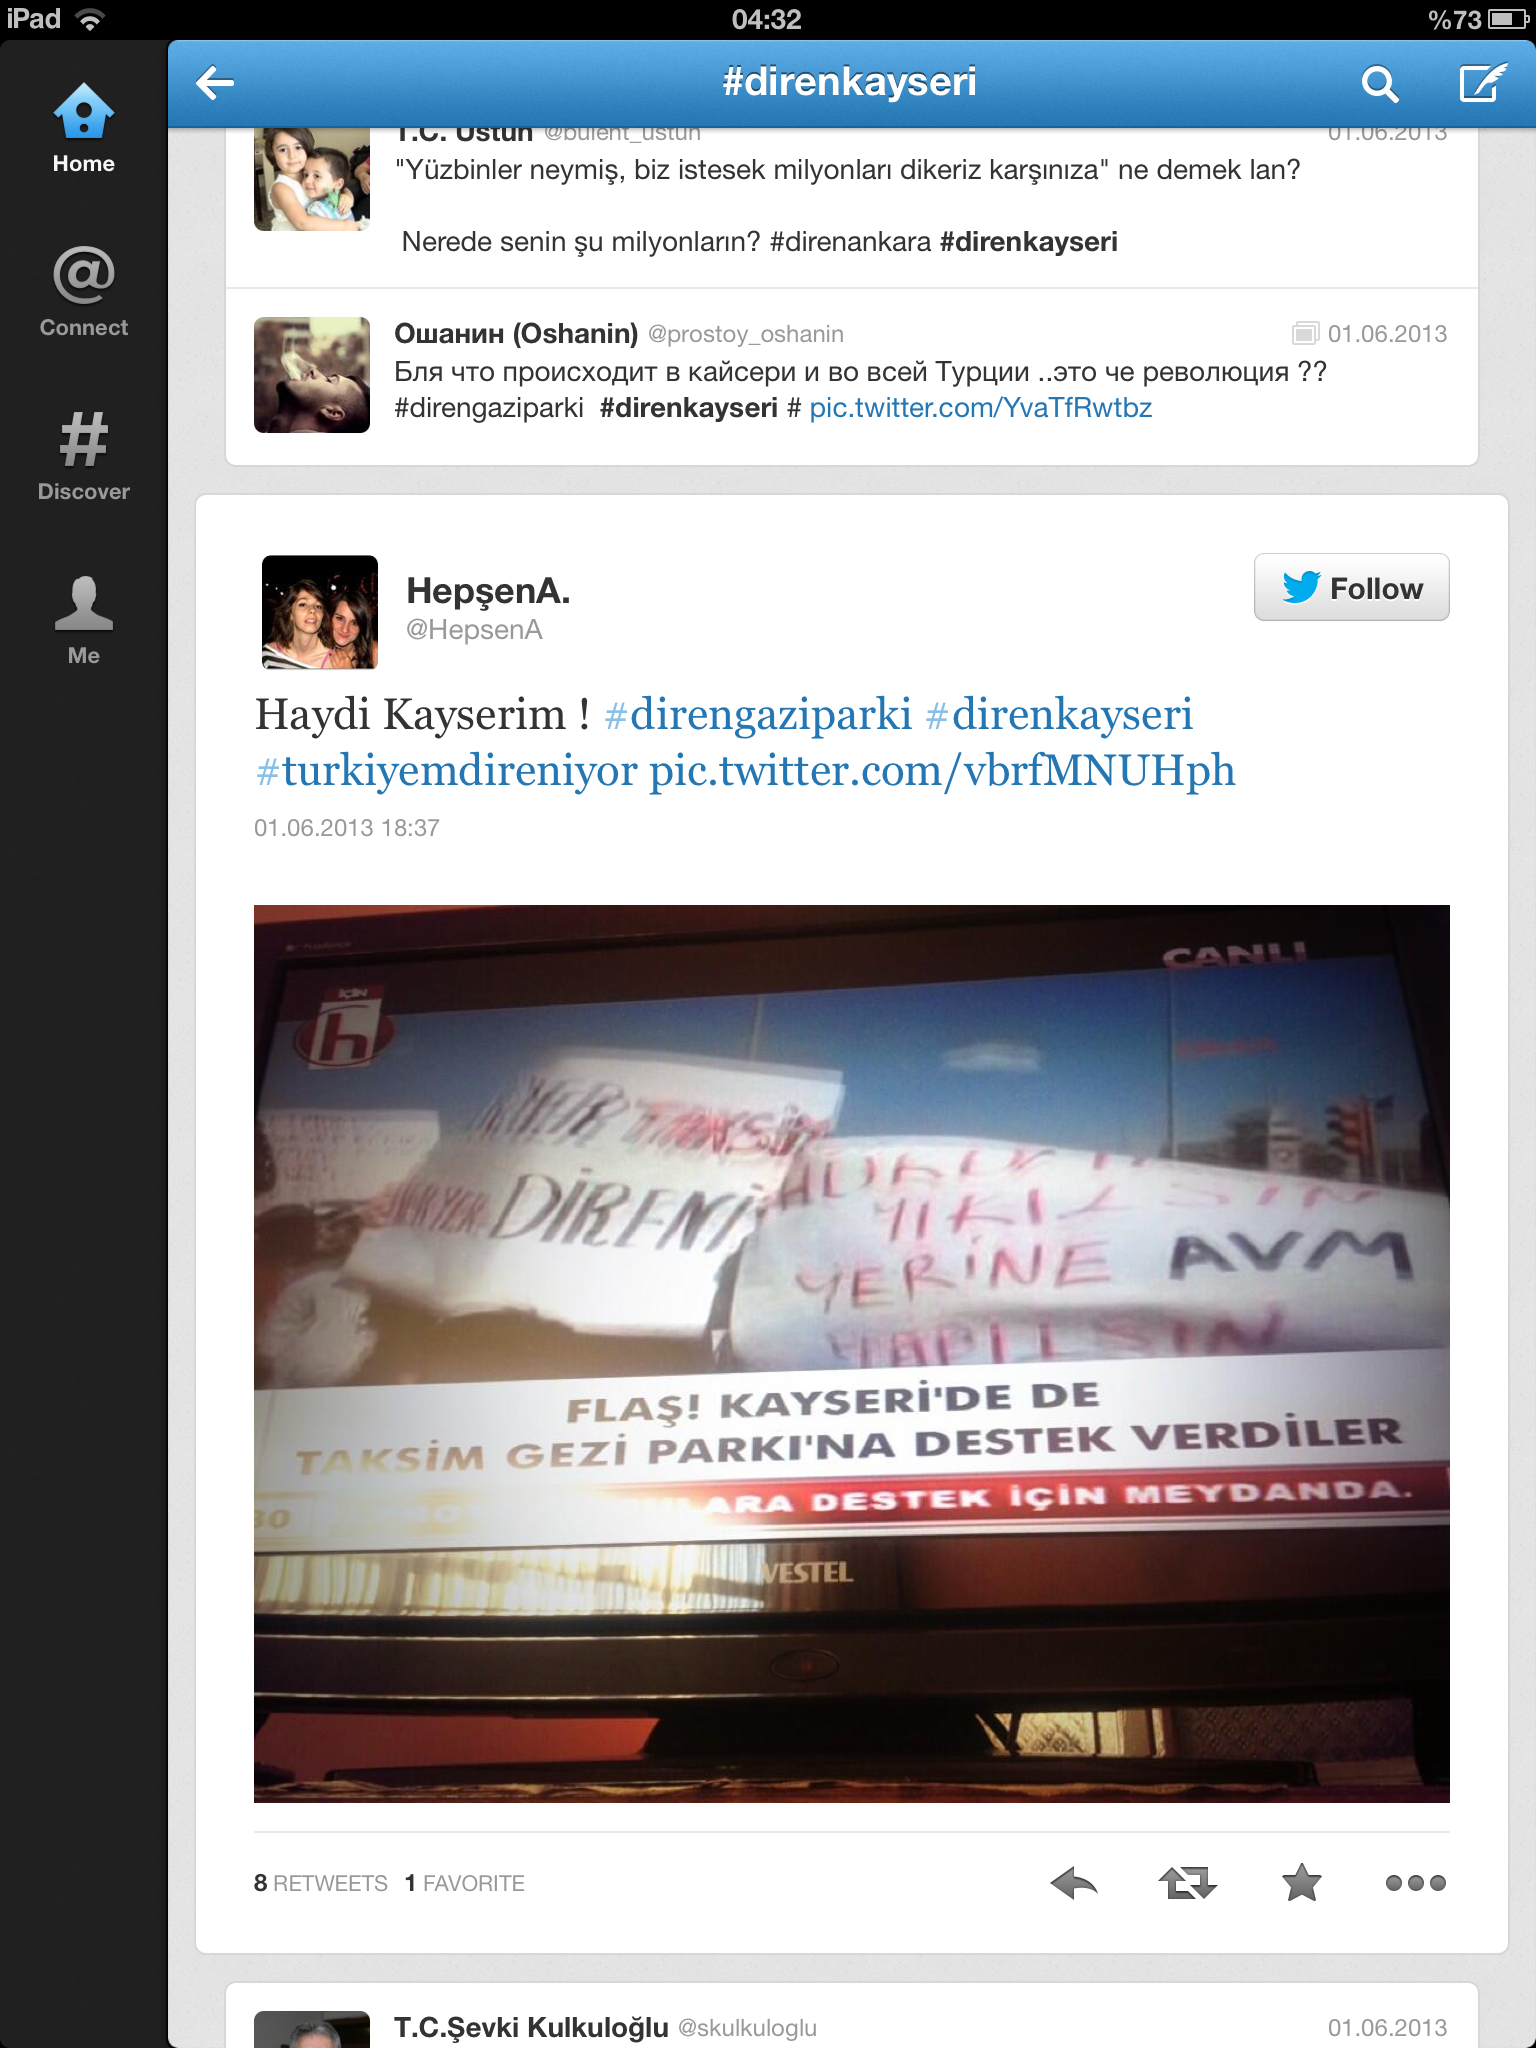 iPad 04:32 %73
#direnkayseri
Home
Connect
Discover
Me
T.C. Üstün @bulent_ustun 01.06.2013
"Yüzbinler neymiş, biz istesek milyonları dikeriz karşınıza" ne demek lan?
Nerede senin şu milyonların? #direnankara #direnkayseri
Ошанин (Oshanin) @prostoy_oshanin 01.06.2013
Бля что происходит в кайсери и во всей Турции ..это че революция ??
#direngaziparki #direnkayseri # pic.twitter.com/YvaTfRwtbz
HepşenA.
@HepsenA
Follow
Haydi Kayserim ! #direngaziparki #direnkayseri
#turkiyemdireniyor pic.twitter.com/vbrfMNUHph
01.06.2013 18:37
CANLI
İÇİN
h
HER TAKSİM
HER YER DİRENİ
YIKILSIN
YERİNE AVM
YAPILSIN
FLAŞ! KAYSERİ'DE DE
TAKSİM GEZİ PARKI'NA DESTEK VERDİLER
LARA DESTEK İÇİN MEYDANDA.
VESTEL
8 RETWEETS 1 FAVORITE
T.C.Şevki Kulkuloğlu @skulkuloglu 01.06.2013